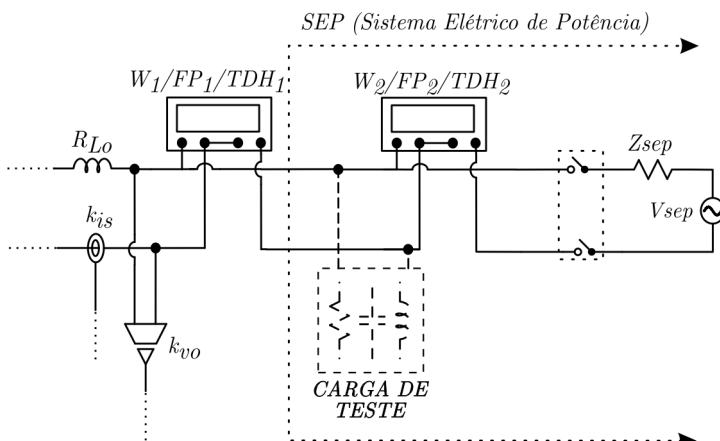 SEP (Sistema Elétrico de Potência)
W1/FP1/TDH1
W2/FP2/TDH2
RLo
Zsep
kis
Vsep
kvo
CARGA DE
TESTE